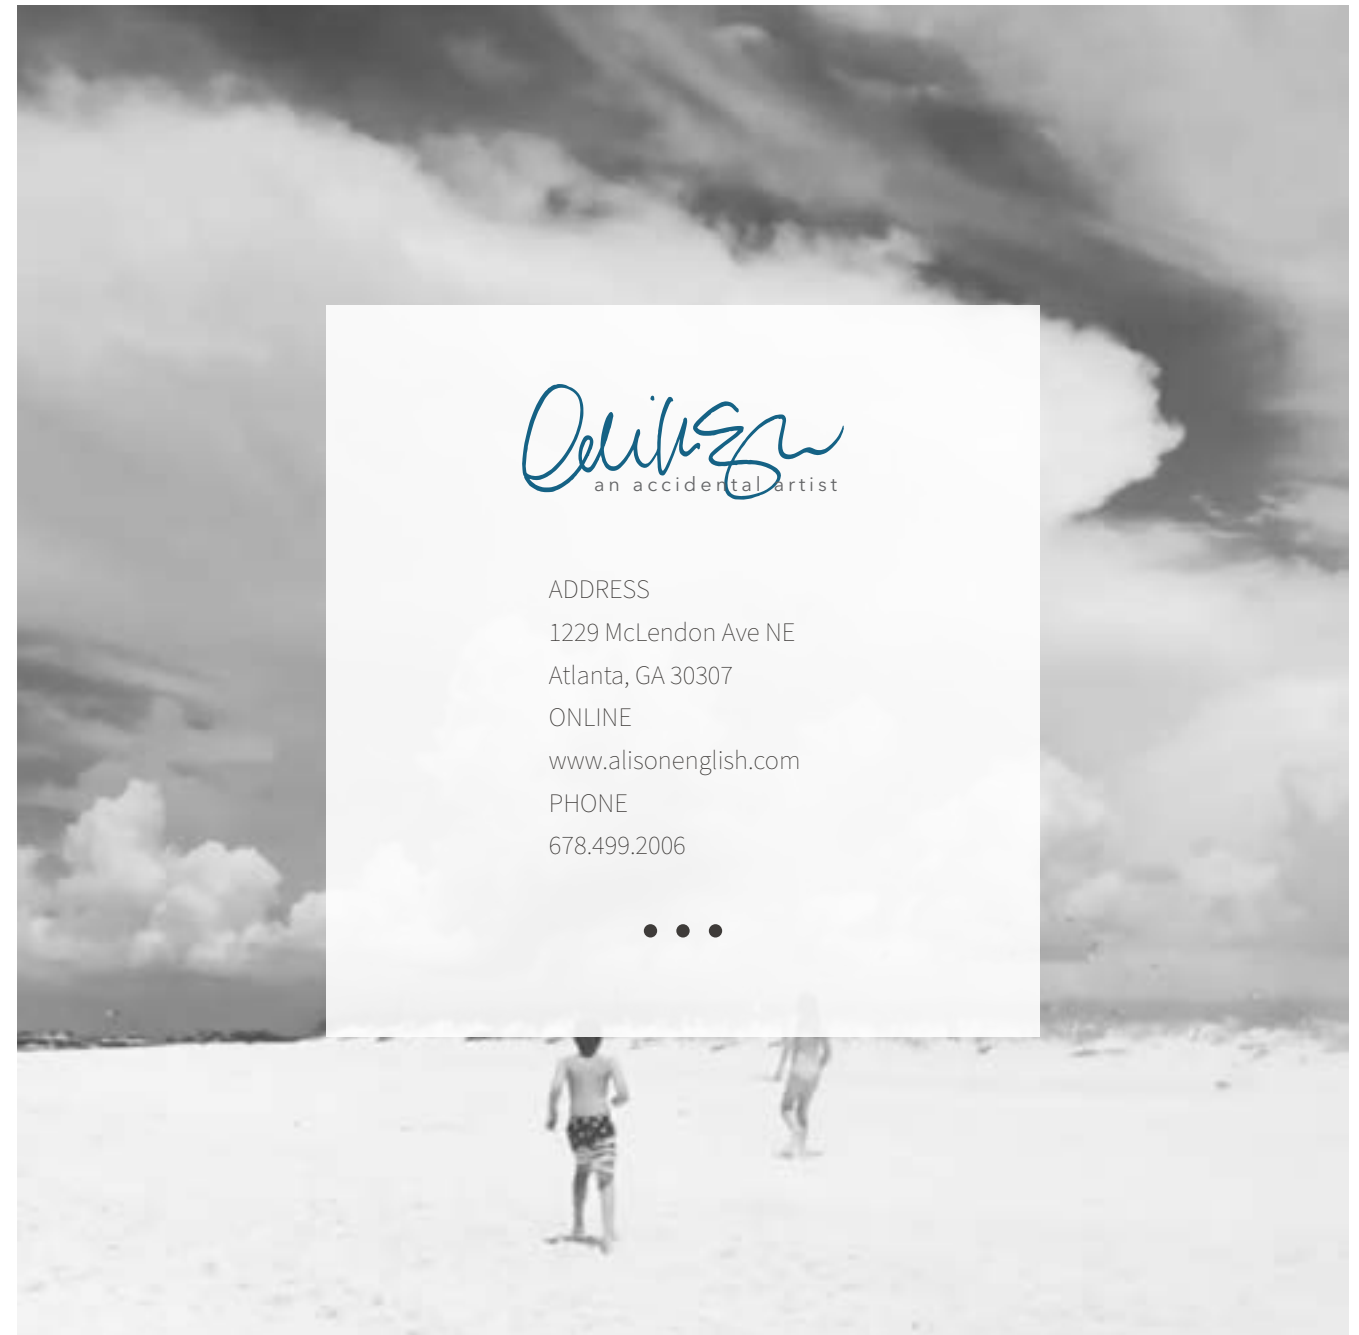 an accidental artist
ADDRESS
1229 McLendon Ave NE
Atlanta, GA 30307
ONLINE
www.alisonenglish.com
PHONE
678.499.2006